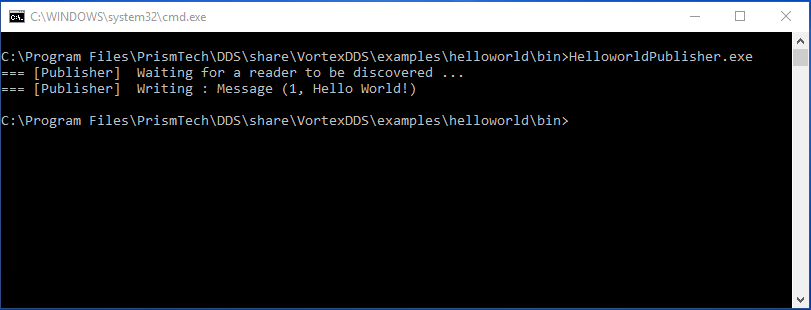 C:\WINDOWS\system32\cmd.exe
C:\Program Files\PrismTech\DDS\share\VortexDDS\examples\helloworld\bin>HelloworldPublisher.exe
=== [Publisher]  Waiting for a reader to be discovered ...
=== [Publisher]  Writing : Message (1, Hello World!)
C:\Program Files\PrismTech\DDS\share\VortexDDS\examples\helloworld\bin>